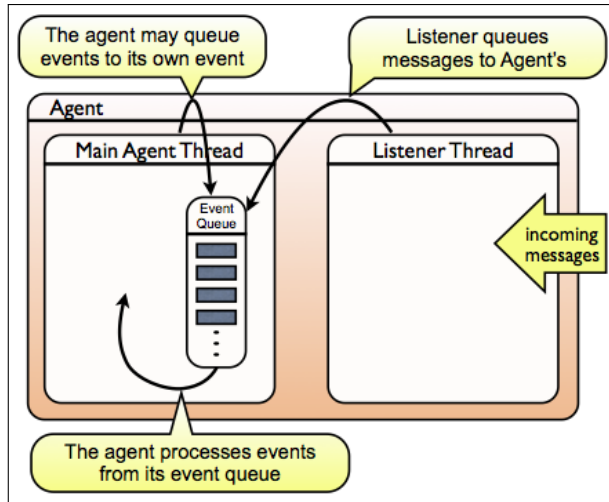 The agent may queue
events to its own event
Listener queues
messages to Agent's
Agent
Main Agent Thread
Listener Thread
Event
Queue
incoming
messages
The agent processes events
from its event queue